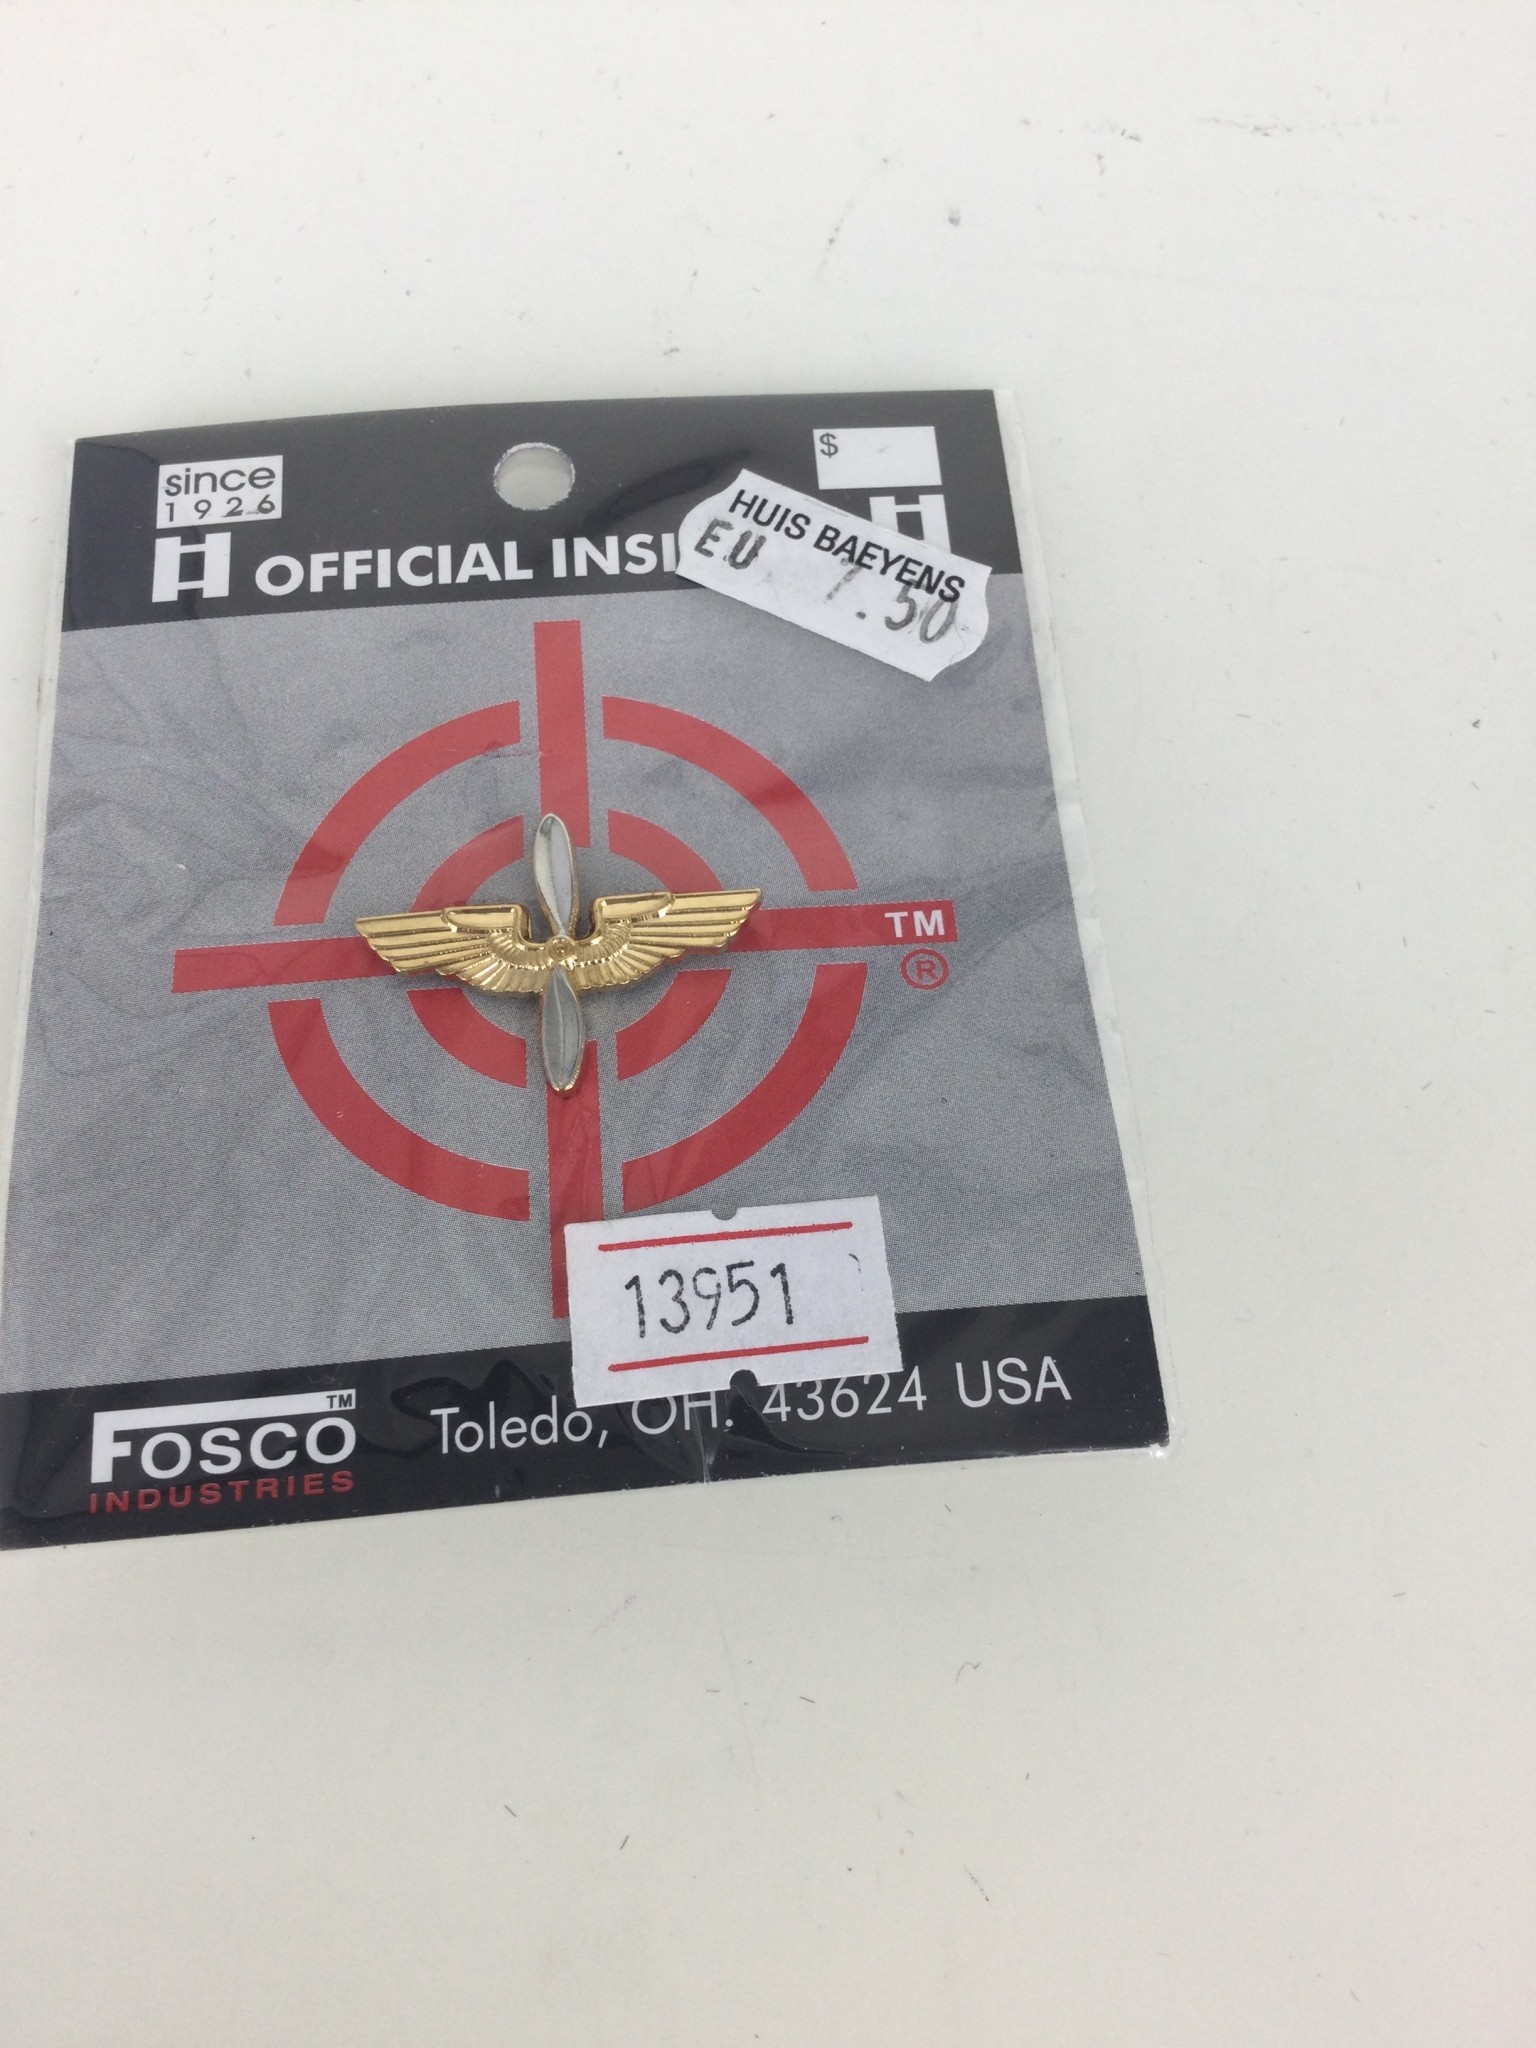 since
1926
$
OFFICIAL INSI
HUIS BAEYENS
EU 7.50
TM
®
13951
FOSCO TM
INDUSTRIES
Toledo, OH. 43624 USA